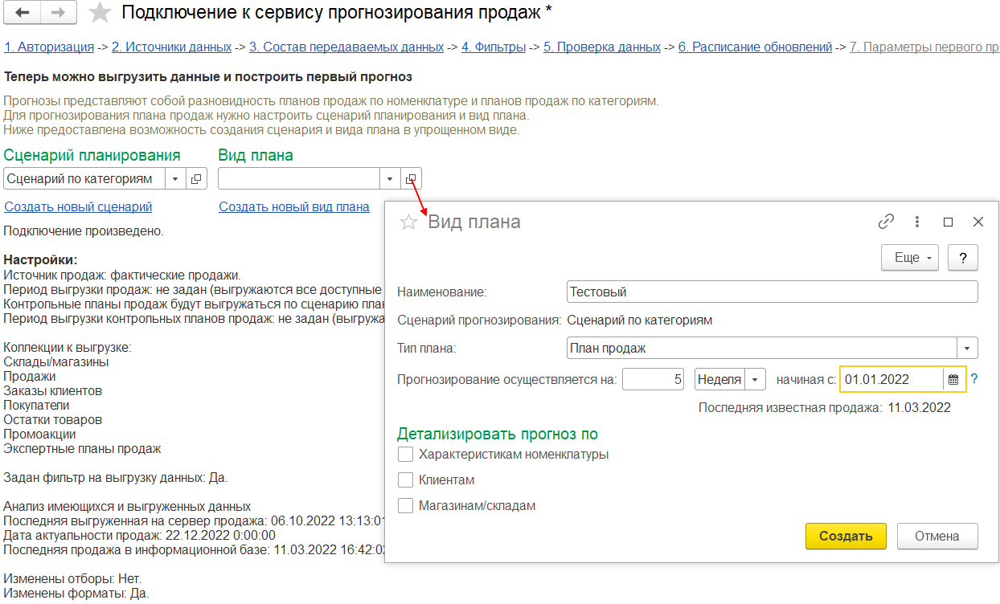 Подключение к сервису прогнозирования продаж *
1. Авторизация -> 2. Источники данных -> 3. Состав передаваемых данных -> 4. Фильтры -> 5. Проверка данных -> 6. Расписание обновлений -> 7. Параметры первого пр
Теперь можно выгрузить данные и построить первый прогноз
Прогнозы представляют собой разновидность планов продаж по номенклатуре и планов продаж по категориям.
Для прогнозирования плана продаж нужно настроить сценарий планирования и вид плана.
Ниже предоставлена возможность создания сценария и вида плана в упрощенном виде.
Сценарий планирования Вид плана
Сценарий по категориям
Создать новый сценарий Создать новый вид плана
Подключение произведено.
Настройки:
Источник продаж: фактические продажи.
Период выгрузки продаж: не задан (выгружаются все доступные
Контрольные планы продаж будут выгружаться по сценарию план
Период выгрузки контрольных планов продаж: не задан (выгружа
Коллекции к выгрузке:
Склады/магазины
Продажи
Заказы клиентов
Покупатели
Остатки товаров
Промоакции
Экспертные планы продаж
Задан фильтр на выгрузку данных: Да.
Анализ имеющихся и выгруженных данных
Последняя выгруженная на сервер продажа: 06.10.2022 13:13:01
Дата актуальности продаж: 22.12.2022 0:00:00
Последняя продажа в информационной базе: 11.03.2022 16:42:02
Изменены отборы: Нет.
Изменены форматы: Да.
Вид плана
Еще ?
Наименование: Тестовый
Сценарий прогнозирования: Сценарий по категориям
Тип плана: План продаж
Прогнозирование осуществляется на: 5 Неделя начиная с: 01.01.2022 ?
Последняя известная продажа: 11.03.2022
Детализировать прогноз по
Характеристикам номенклатуры
Клиентам
Магазинам/складам
Создать Отмена